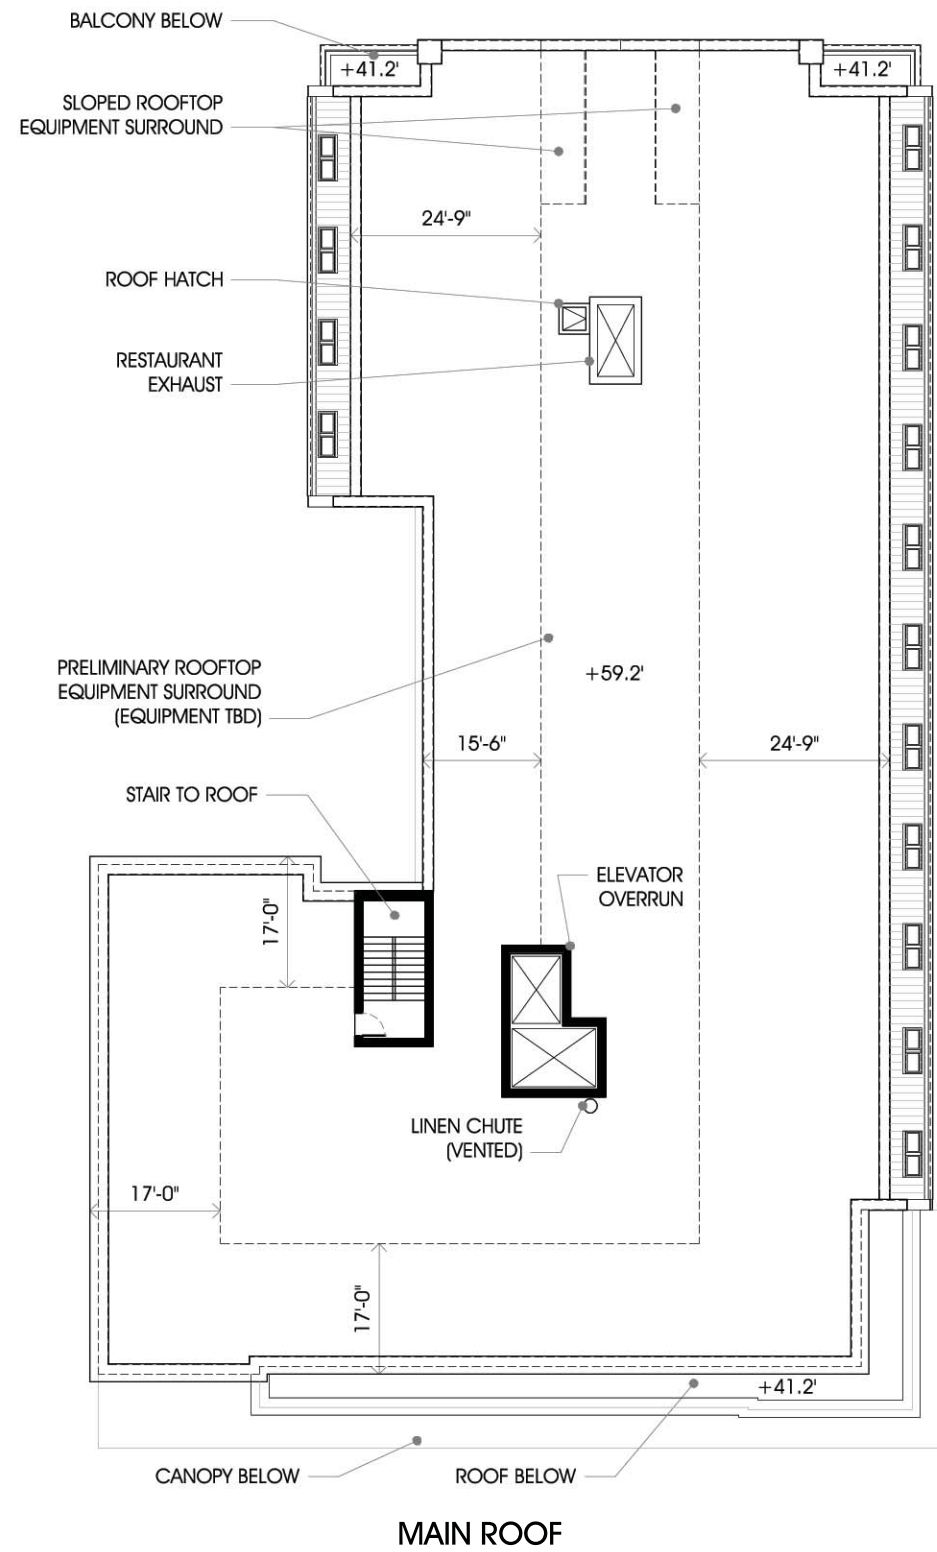 BALCONY BELOW
+41.2'
+41.2'
SLOPED ROOFTOP
EQUIPMENT SURROUND
24'-9"
ROOF HATCH
RESTAURANT
EXHAUST
PRELIMINARY ROOFTOP
EQUIPMENT SURROUND
(EQUIPMENT TBD)
+59.2'
15'-6"
24'-9"
STAIR TO ROOF
ELEVATOR
OVERRUN
17'-0"
LINEN CHUTE
(VENTED)
17'-0"
17'-0"
+41.2'
CANOPY BELOW
ROOF BELOW
MAIN ROOF